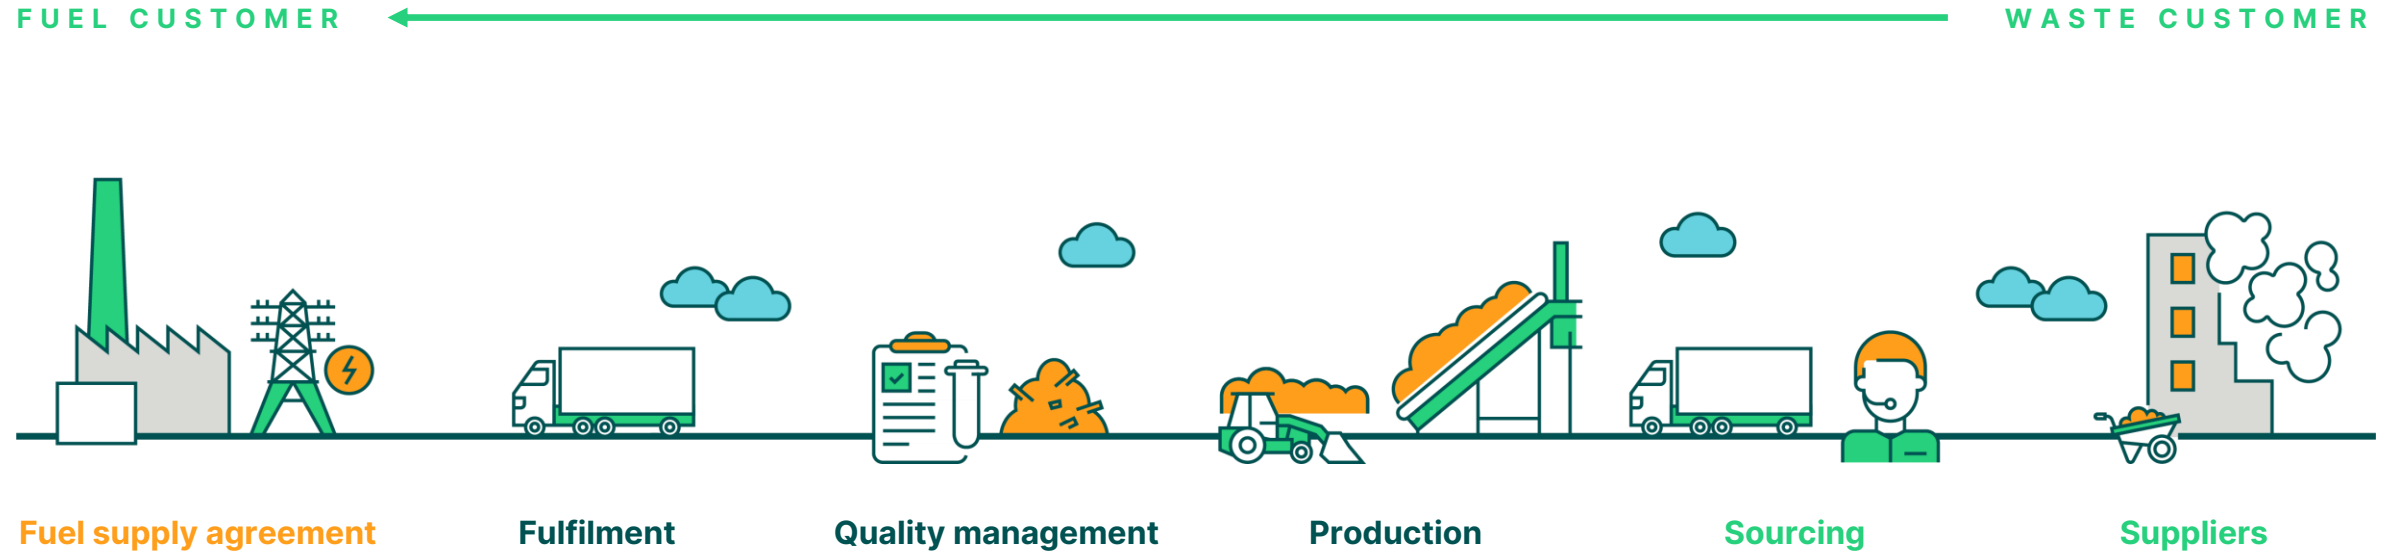 FUEL CUSTOMER
WASTE CUSTOMER
Fuel supply agreement
Fulfilment
Quality management
Production
Sourcing
Suppliers